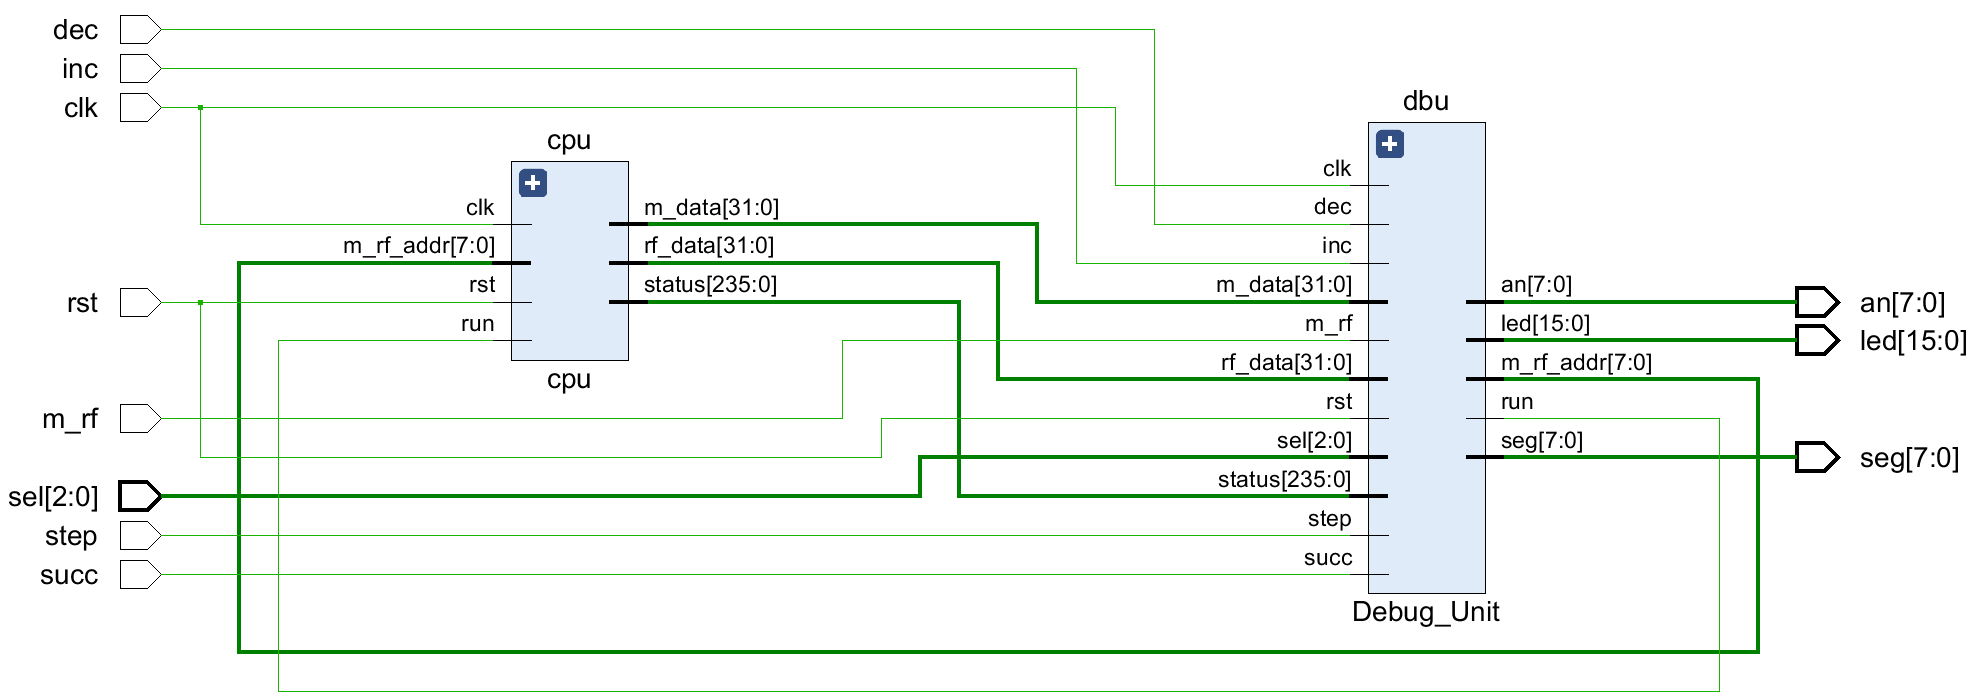 dec
inc
clk
rst
m_rf
sel[2:0]
step
succ
cpu
clk
m_rf_addr[7:0]
rst
run
m_data[31:0]
rf_data[31:0]
status[235:0]
cpu
dbu
clk
dec
inc
m_data[31:0]
m_rf
rf_data[31:0]
rst
sel[2:0]
status[235:0]
step
succ
an[7:0]
led[15:0]
m_rf_addr[7:0]
run
seg[7:0]
Debug_Unit
an[7:0]
led[15:0]
seg[7:0]